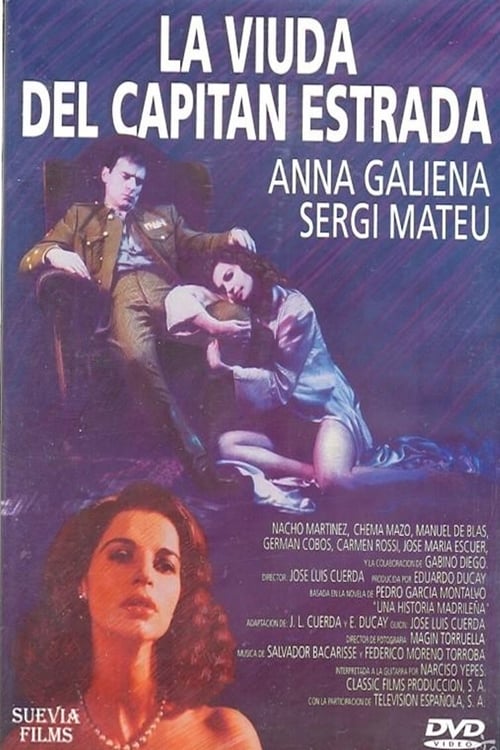 LA VIUDA
DEL CAPITAN ESTRADA
ANNA GALIENA
SERGI MATEU
NACHO MARTINEZ, CHEMA MAZO, MANUEL DE BLAS,
GERMAN COBOS, CARMEN ROSSI, JOSE MARIA ESCUER,
Y LA COLABORACION DE GABINO DIEGO.
DIRECTOR: JOSE LUIS CUERDA PRODUCIDA POR EDUARDO DUCAY
BASADA EN LA NOVELA DE PEDRO GARCIA MONTALVO
"UNA HISTORIA MADRILEÑA"
ADAPTACION DE: J. L. CUERDA Y E. DUCAY GUION: JOSE LUIS CUERDA
DIRECTOR DE FOTOGRAFIA: MAGIN TORRUELLA
MUSICA DE SALVADOR BACARISSE Y FEDERICO MORENO TORROBA
INTERPRETADA A LA GUITARRA POR NARCISO YEPES.
CLASSIC FILMS PRODUCCION, S. A.
CON LA PARTICIPACION DE TELEVISION ESPAÑOLA, S. A.
SUEVIA
FILMS
DVD
VIDEO